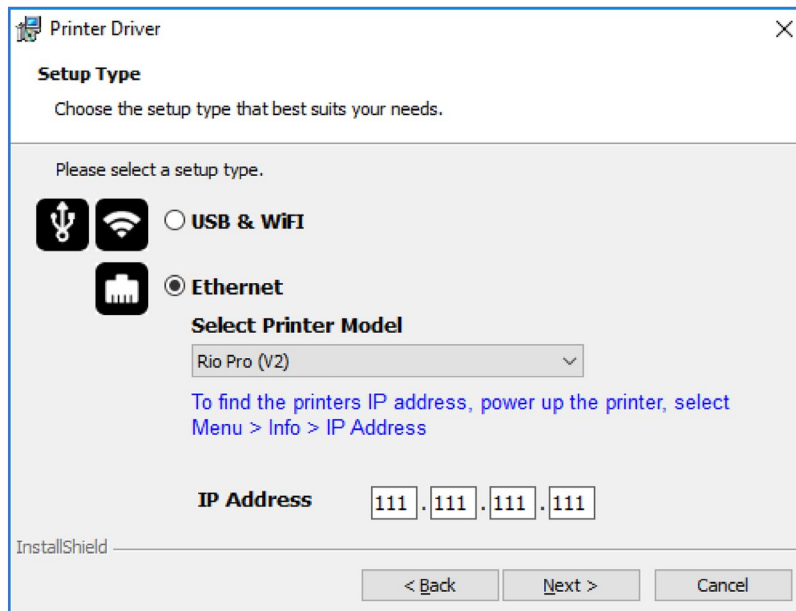 Printer Driver
Setup Type
Choose the setup type that best suits your needs.
Please select a setup type.
USB & WiFI
Ethernet
Select Printer Model
Rio Pro (V2)
To find the printers IP address, power up the printer, select
Menu > Info > IP Address
IP Address 111 . 111 . 111 . 111
InstallShield
< Back Next > Cancel